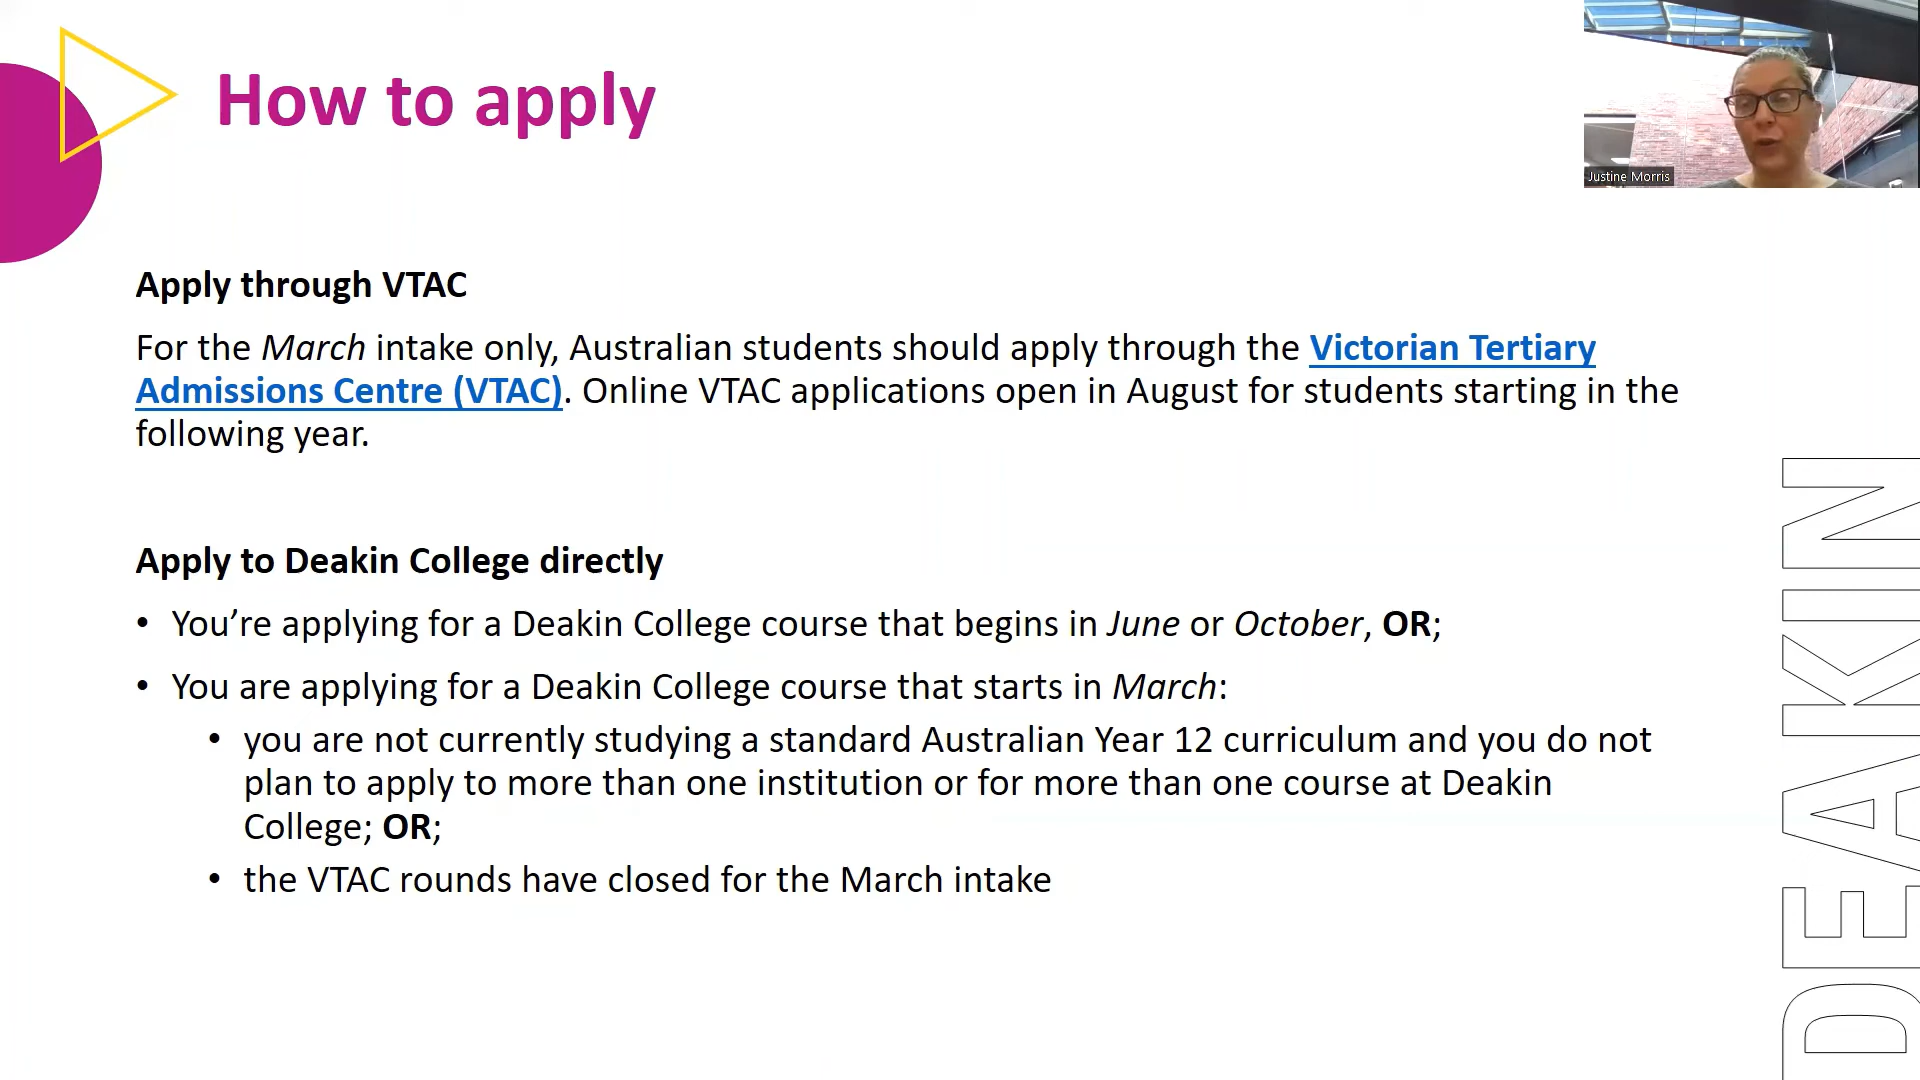 How to apply
Justine Morris
Apply through VTAC
For the March intake only, Australian students should apply through the Victorian Tertiary
Admissions Centre (VTAC). Online VTAC applications open in August for students starting in the
following year.
Apply to Deakin College directly
• You’re applying for a Deakin College course that begins in June or October, OR;
• You are applying for a Deakin College course that starts in March:
• you are not currently studying a standard Australian Year 12 curriculum and you do not
plan to apply to more than one institution or for more than one course at Deakin
College; OR;
• the VTAC rounds have closed for the March intake
DEAKIN